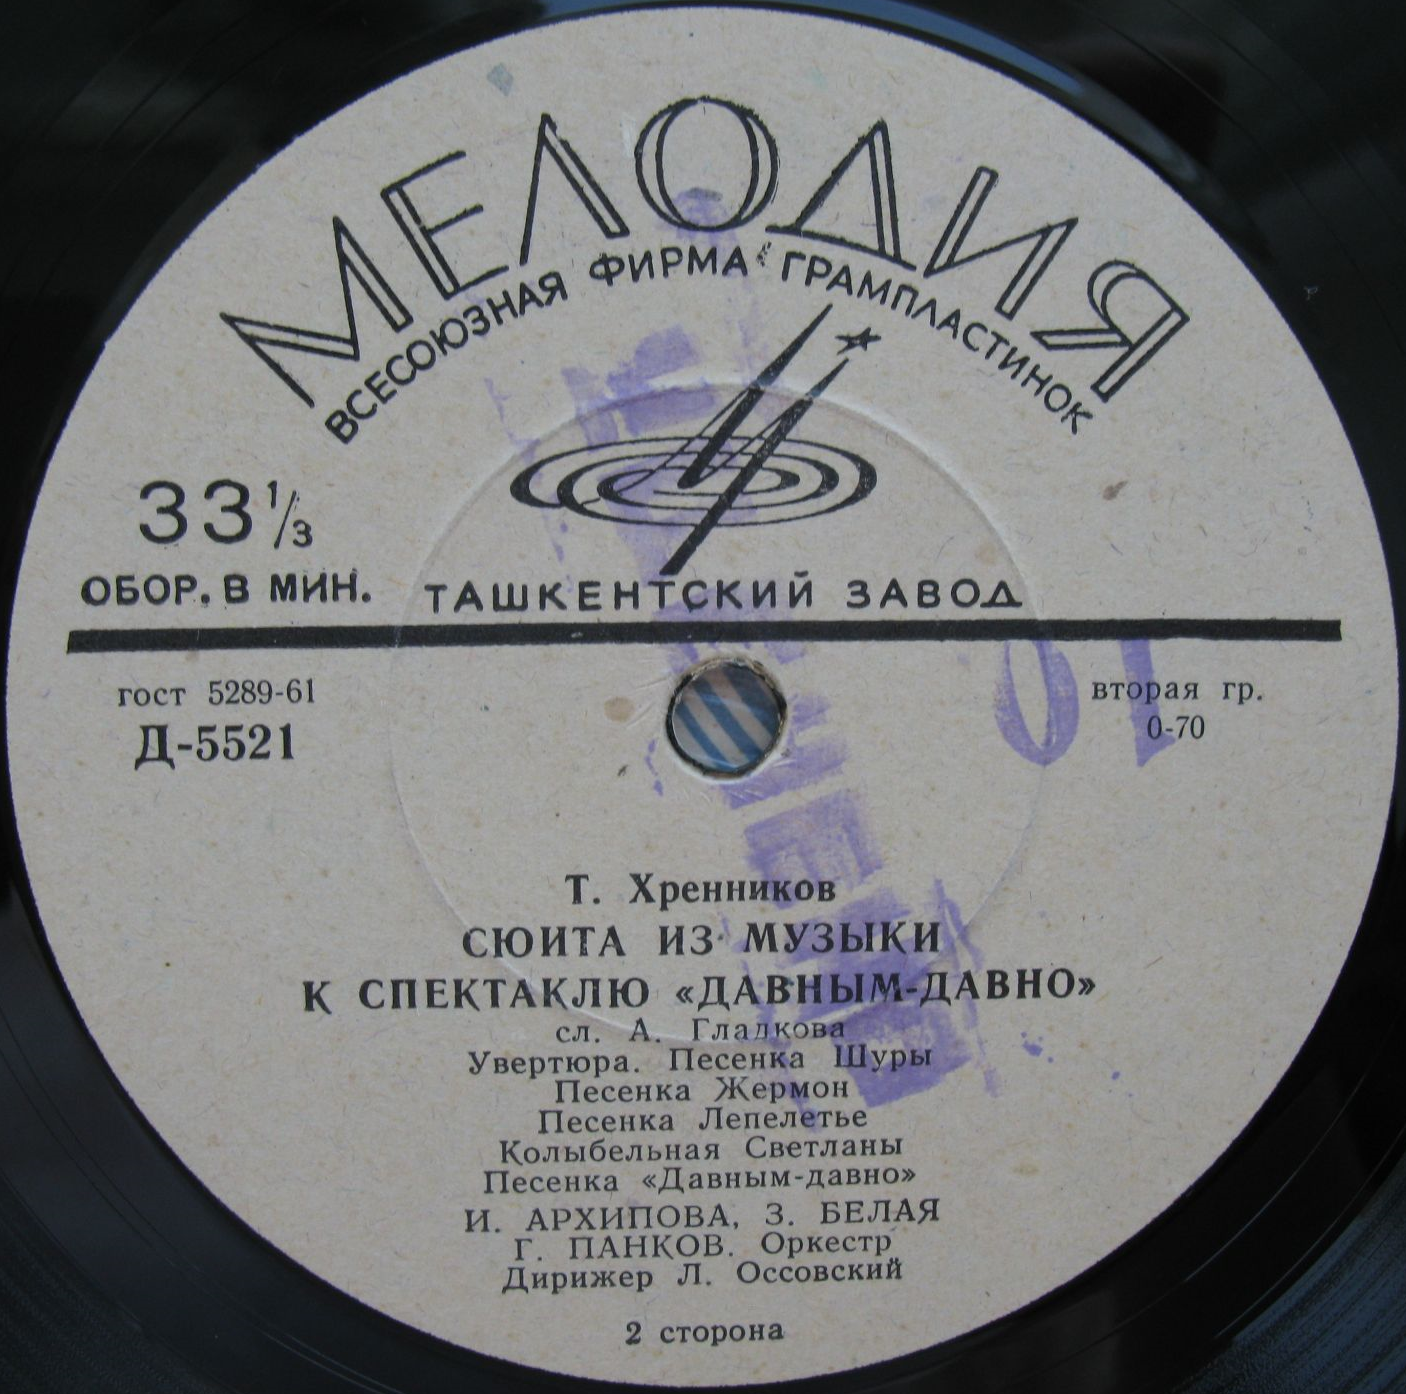 МЕЛОДИЯ
ВСЕСОЮЗНАЯ ФИРМА ГРАМПЛАСТИНОК
33 1/3
ОБОР. В МИН.
ТАШКЕНТСКИЙ ЗАВОД
гост 5289-61
Д-5521
вторая гр.
0-70
Т. Хренников
СЮИТА ИЗ МУЗЫКИ
К СПЕКТАКЛЮ «ДАВНЫМ-ДАВНО»
сл. А. Гладкова
Увертюра. Песенка Шуры
Песенка Жермон
Песенка Лепелетье
Колыбельная Светланы
Песенка «Давным-давно»
И. АРХИПОВА, З. БЕЛАЯ
Г. ПАНКОВ. Оркестр
Дирижер Л. Оссовский
2 сторона